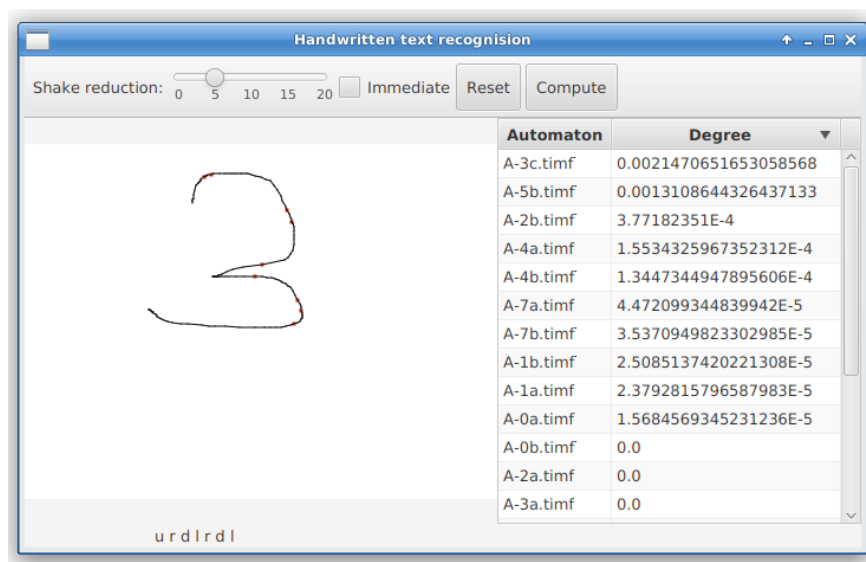 Handwritten text recognision
Shake reduction: 0 5 10 15 20 Immediate Reset Compute
Automaton Degree
A-3c.timf 0.0021470651653058568
A-5b.timf 0.0013108644326437133
A-2b.timf 3.77182351E-4
A-4a.timf 1.5534325967352312E-4
A-4b.timf 1.3447344947895606E-4
A-7a.timf 4.472099344839942E-5
A-7b.timf 3.5370949823302985E-5
A-1b.timf 2.5085137420221308E-5
A-1a.timf 2.3792815796587983E-5
A-0a.timf 1.5684569345231236E-5
A-0b.timf 0.0
A-2a.timf 0.0
A-3a.timf 0.0
3
u r d l r d l